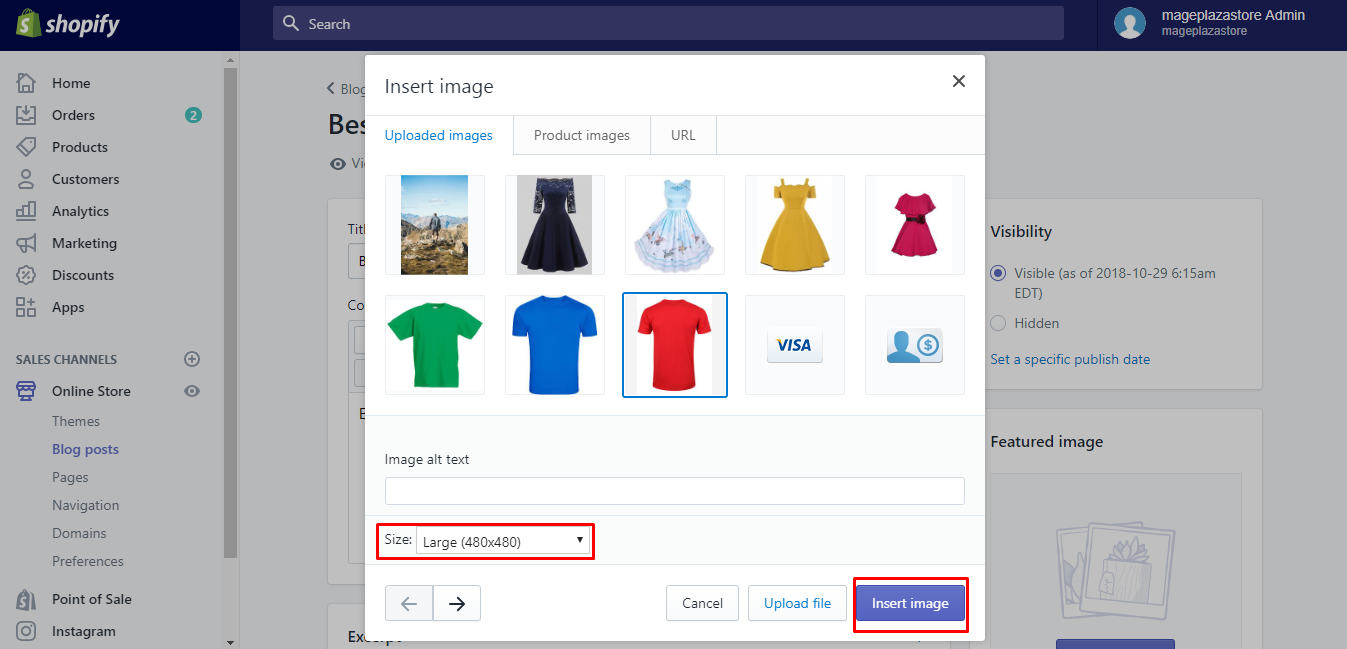 shopify
Search
mageplazastore Admin
mageplazastore
Home
Orders
2
Products
Customers
Analytics
Marketing
Discounts
Apps
SALES CHANNELS
Online Store
Themes
Blog posts
Pages
Navigation
Domains
Preferences
Point of Sale
Instagram
Blog
Bes
Vi
Titl
B
Co
E
Insert image
Uploaded images
Product images
URL
VISA
$
Image alt text
Size:
Large (480x480)
Cancel
Upload file
Insert image
Visibility
Visible (as of 2018-10-29 6:15am
EDT)
Hidden
Set a specific publish date
Featured image